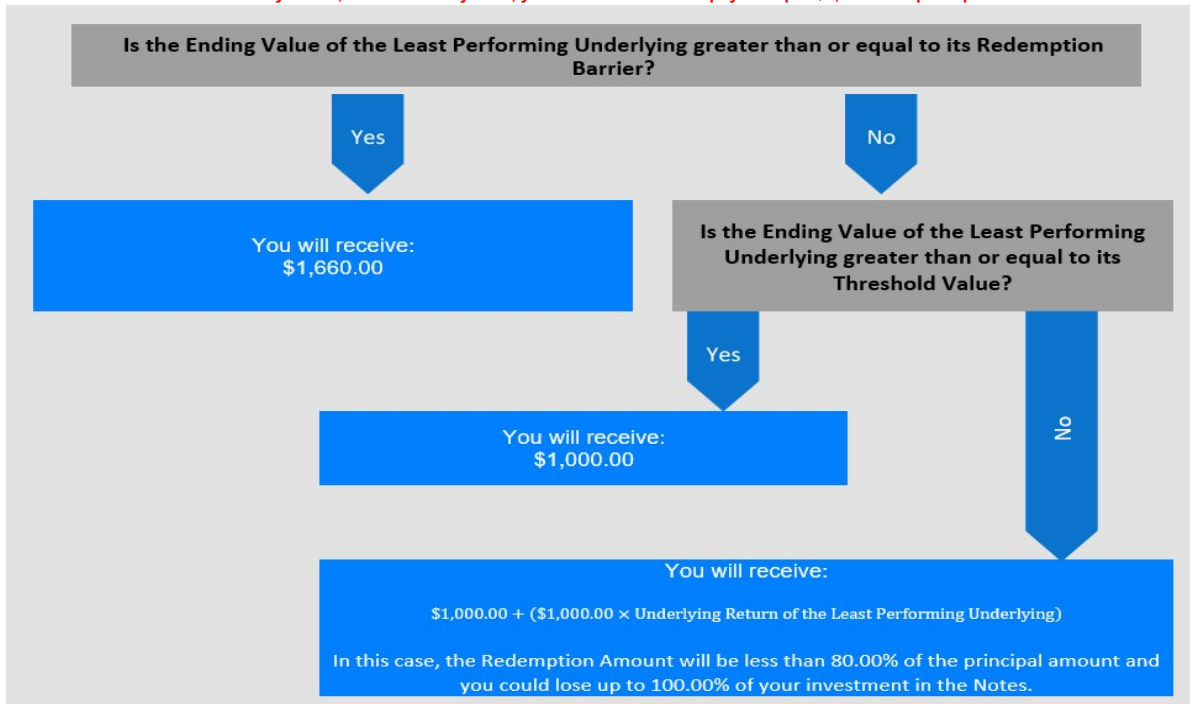 Is the Ending Value of the Least Performing Underlying greater than or equal to its Redemption
Barrier?
Yes
No
You will receive:
$1,660.00
Is the Ending Value of the Least Performing
Underlying greater than or equal to its
Threshold Value?
Yes
No
You will receive:
$1,000.00
You will receive:
$1,000.00 + ($1,000.00 × Underlying Return of the Least Performing Underlying)
In this case, the Redemption Amount will be less than 80.00% of the principal amount and
you could lose up to 100.00% of your investment in the Notes.